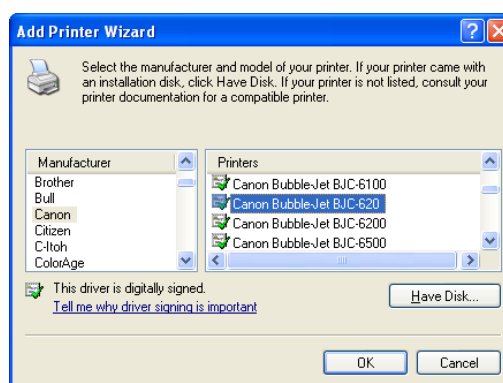 Add Printer Wizard
Select the manufacturer and model of your printer. If your printer came with
an installation disk, click Have Disk. If your printer is not listed, consult your
printer documentation for a compatible printer.
Manufacturer
Brother
Bull
Canon
Citizen
C-Itoh
ColorAge
Printers
Canon Bubble-Jet BJC-6100
Canon Bubble-Jet BJC-620
Canon Bubble-Jet BJC-6200
Canon Bubble-Jet BJC-6500
This driver is digitally signed.
Tell me why driver signing is important
Have Disk...
OK
Cancel